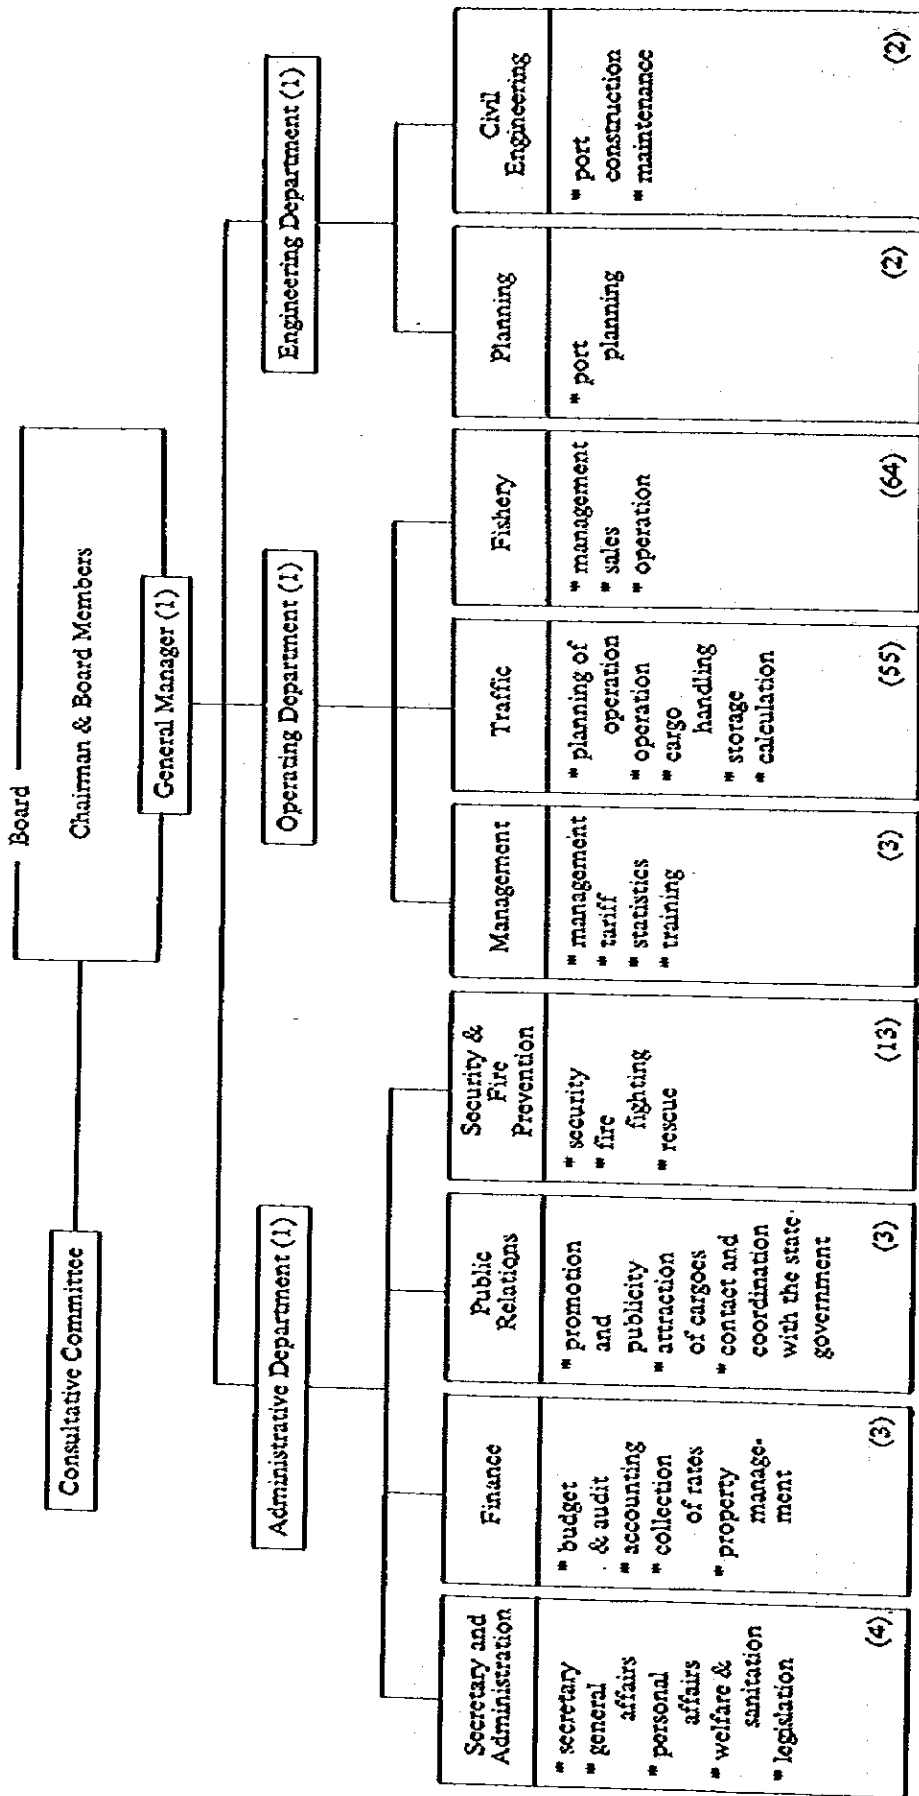 Board
Chairman & Board Members
General Manager (1)
Consultative Committee
Administrative Department (1)
Operating Department (1)
Engineering Department (1)
Secretary and
Administration
* secretary
* general
affairs
* personal
affairs
* welfare &
sanitation
* legislation
(4)
Finance
* budget
& audit
* accounting
* collection
of rates
* property
manage-
ment
(3)
Public
Relations
* promotion
and
publicity
* attraction
of cargoes
* contact and
coordination
with the state
government
(3)
Security &
Fire
Prevention
* security
* fire
fighting
* rescue
(13)
Management
* management
* tariff
* statistics
* training
(3)
Traffic
* planning of
operation
* operation
* cargo
handling
* storage
* calculation
(55)
Fishery
* management
* sales
* operation
(64)
Planning
* port
planning
(2)
Civil
Engineering
* port
construction
* maintenance
(2)